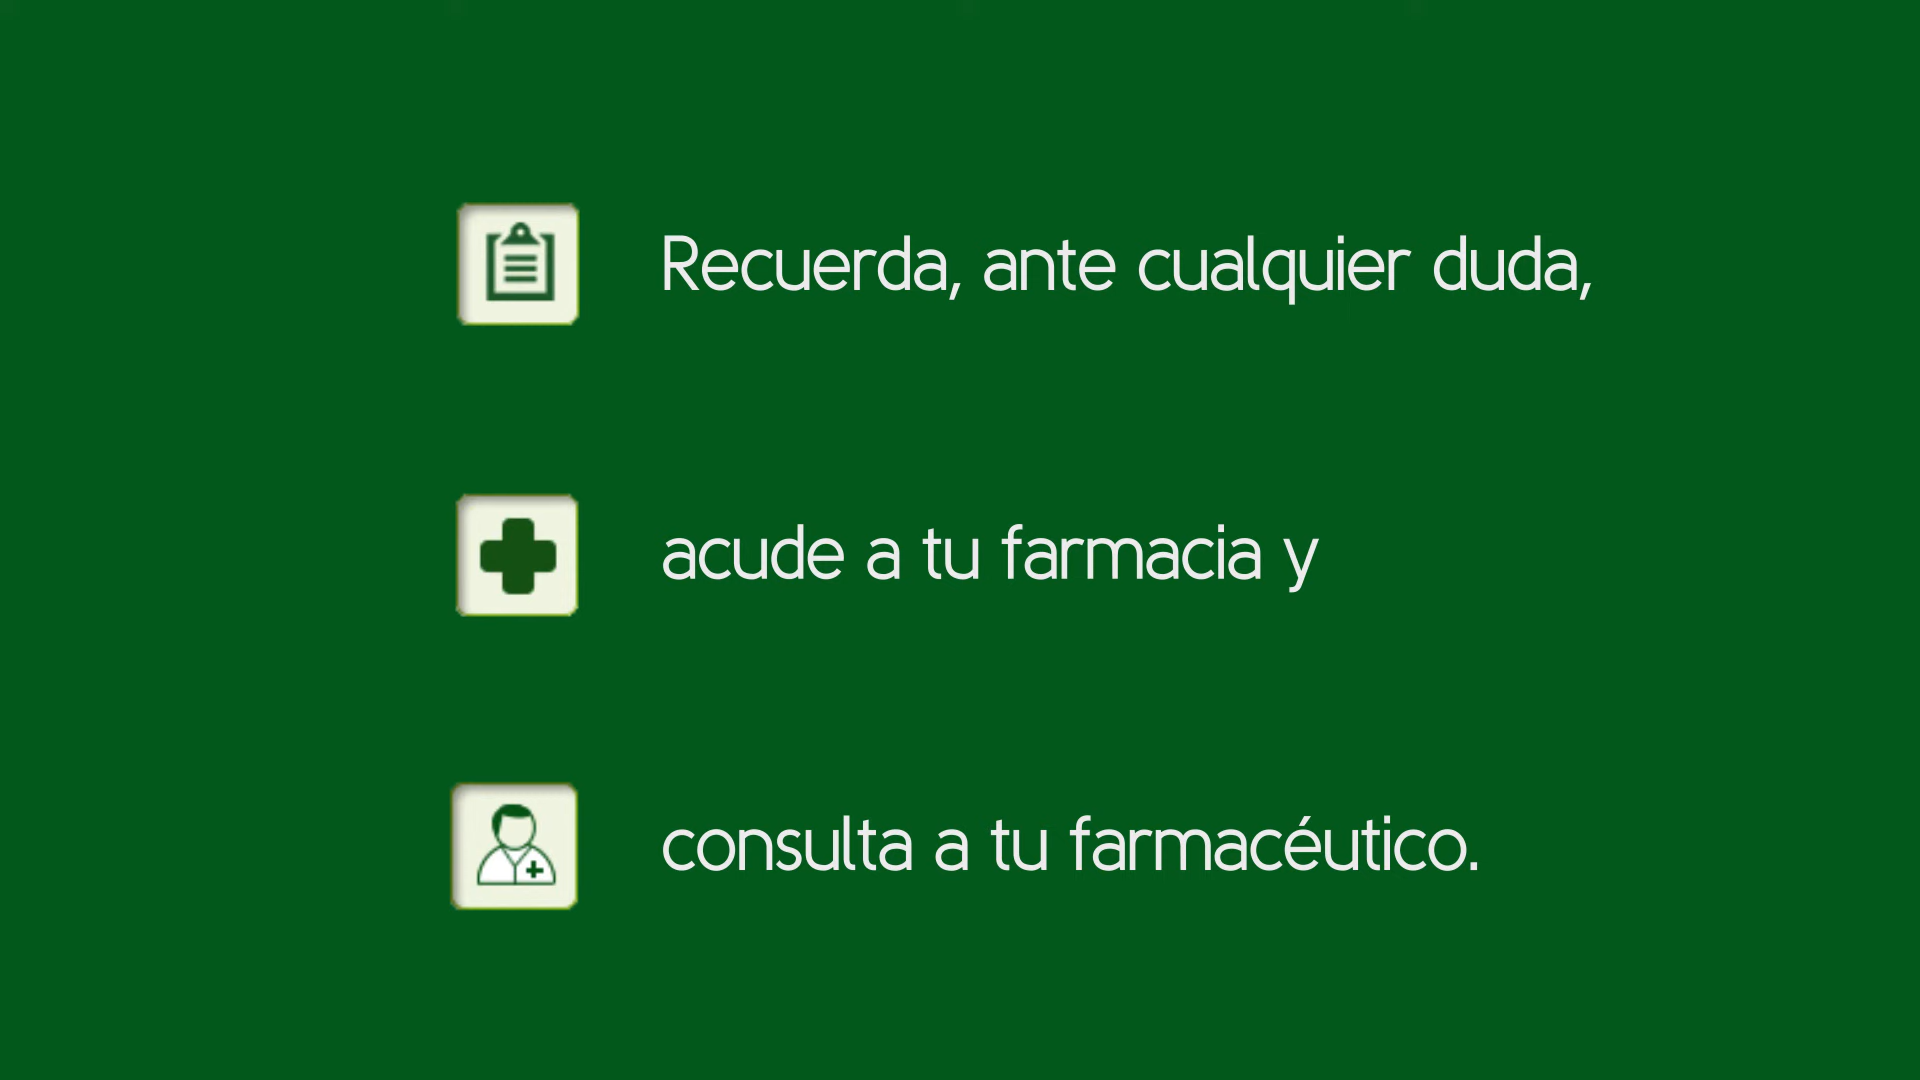 Recuerda, ante cualquier duda,
acude a tu farmacia y
consulta a tu farmacéutico.